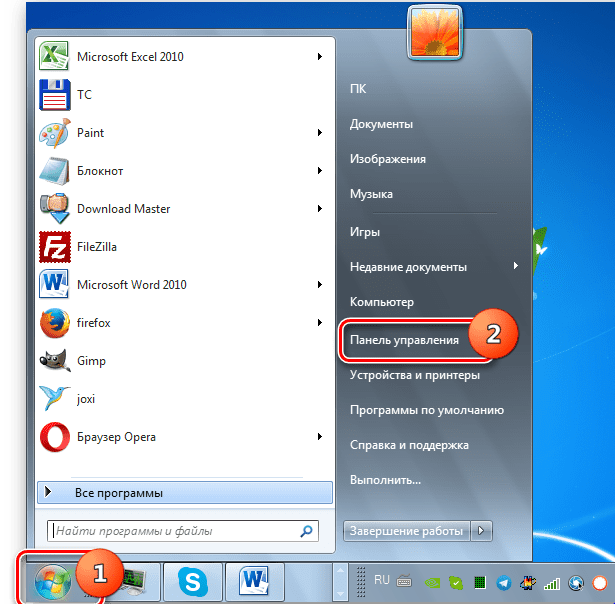 Microsoft Excel 2010
TC
Paint
Блокнот
Download Master
FileZilla
Microsoft Word 2010
firefox
Gimp
joxi
Браузер Opera
Все программы
Найти программы и файлы
ПК
Документы
Изображения
Музыка
Игры
Недавние документы
Компьютер
Панель управления
2
Устройства и принтеры
Программы по умолчанию
Справка и поддержка
Выполнить...
Завершение работы
1
RU